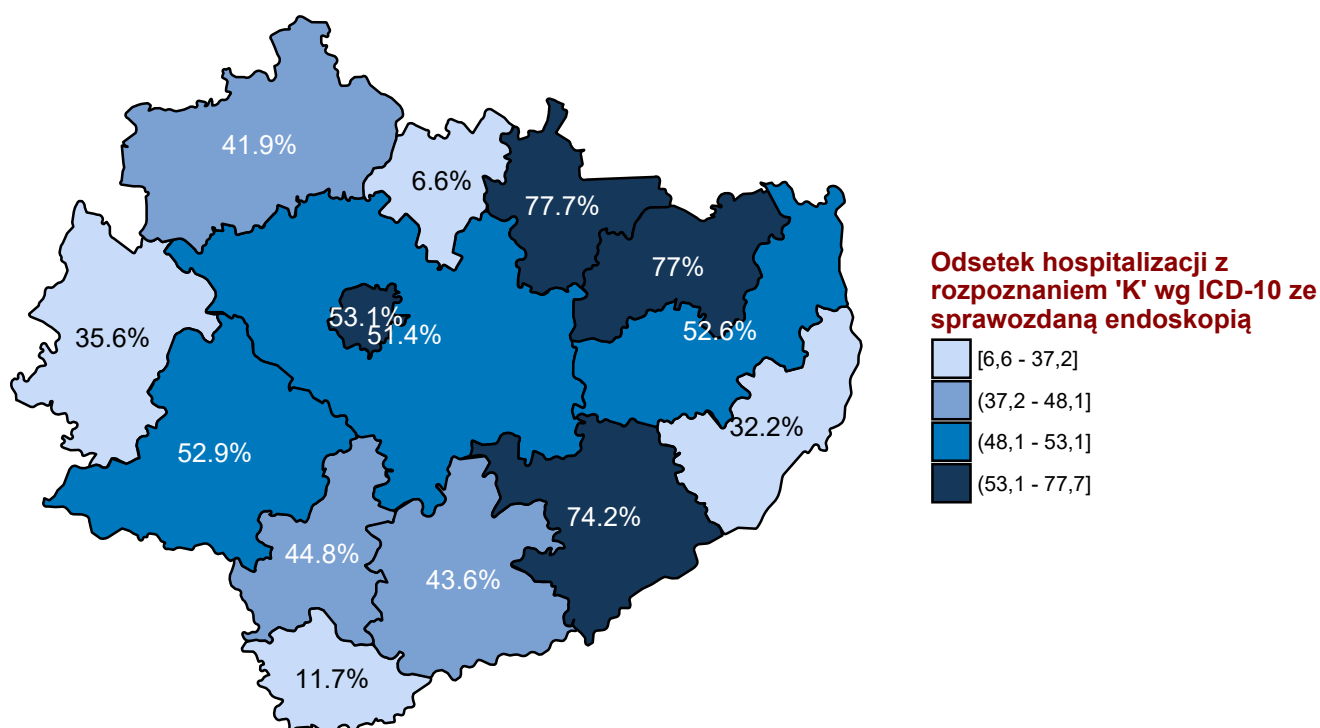 41.9%
6.6%
77.7%
77%
53.1%
51.4%
52.6%
35.6%
32.2%
52.9%
74.2%
44.8%
43.6%
11.7%
Odsetek hospitalizacji z
rozpoznaniem 'K' wg ICD-10 ze
sprawozdaną endoskopią
[6,6 - 37,2]
(37,2 - 48,1]
(48,1 - 53,1]
(53,1 - 77,7]